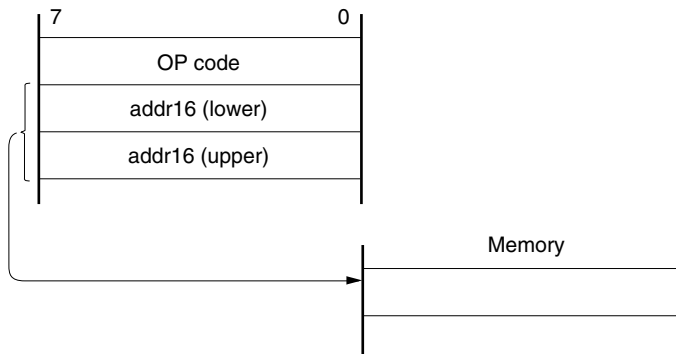 7 0
OP code
addr16 (lower)
addr16 (upper)
Memory